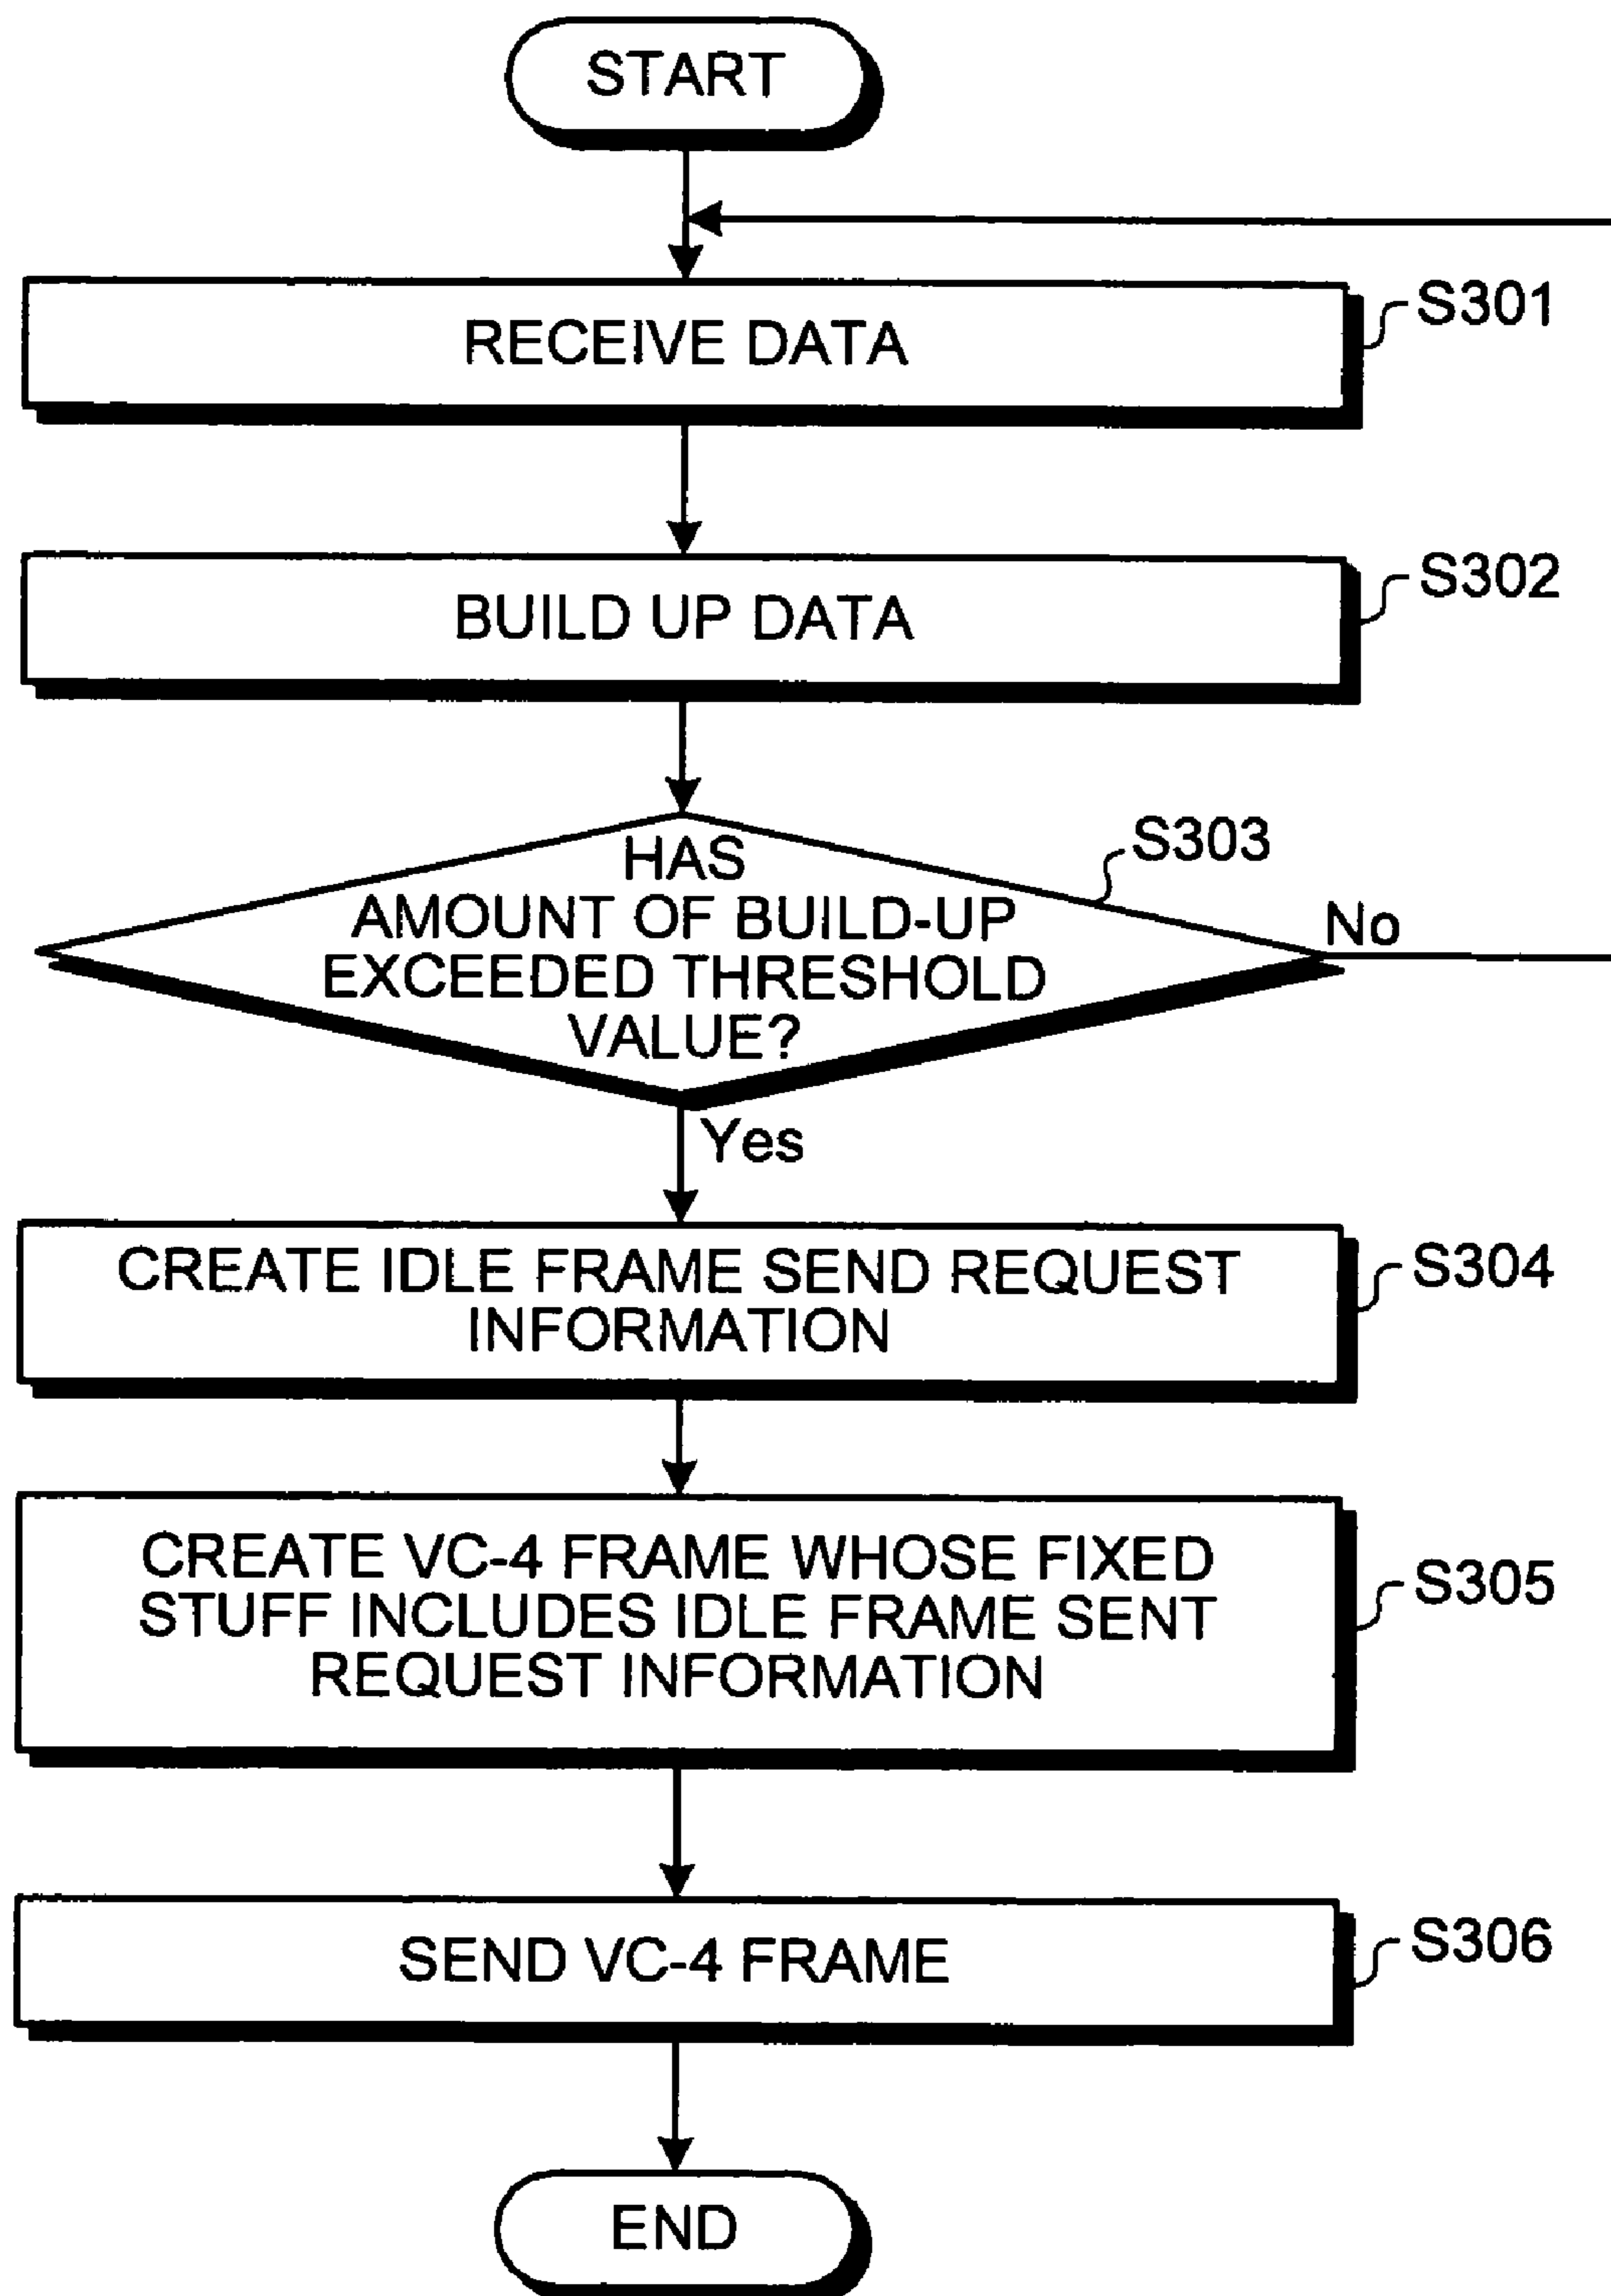 START
RECEIVE DATA
S301
BUILD UP DATA
S302
HAS
AMOUNT OF BUILD-UP
EXCEEDED THRESHOLD
VALUE?
S303
No
Yes
CREATE IDLE FRAME SEND REQUEST
INFORMATION
S304
CREATE VC-4 FRAME WHOSE FIXED
STUFF INCLUDES IDLE FRAME SENT
REQUEST INFORMATION
S305
SEND VC-4 FRAME
S306
END